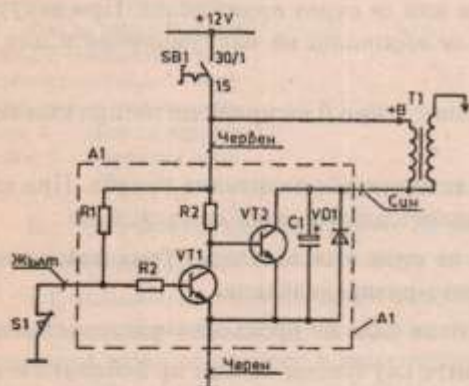 +12V
SB1
30/1
15
+B
T1
Червен
A1
R1
R2
VT2
C1
+
VD1
Син
Жълт
R2
VT1
S1
A1
Черен